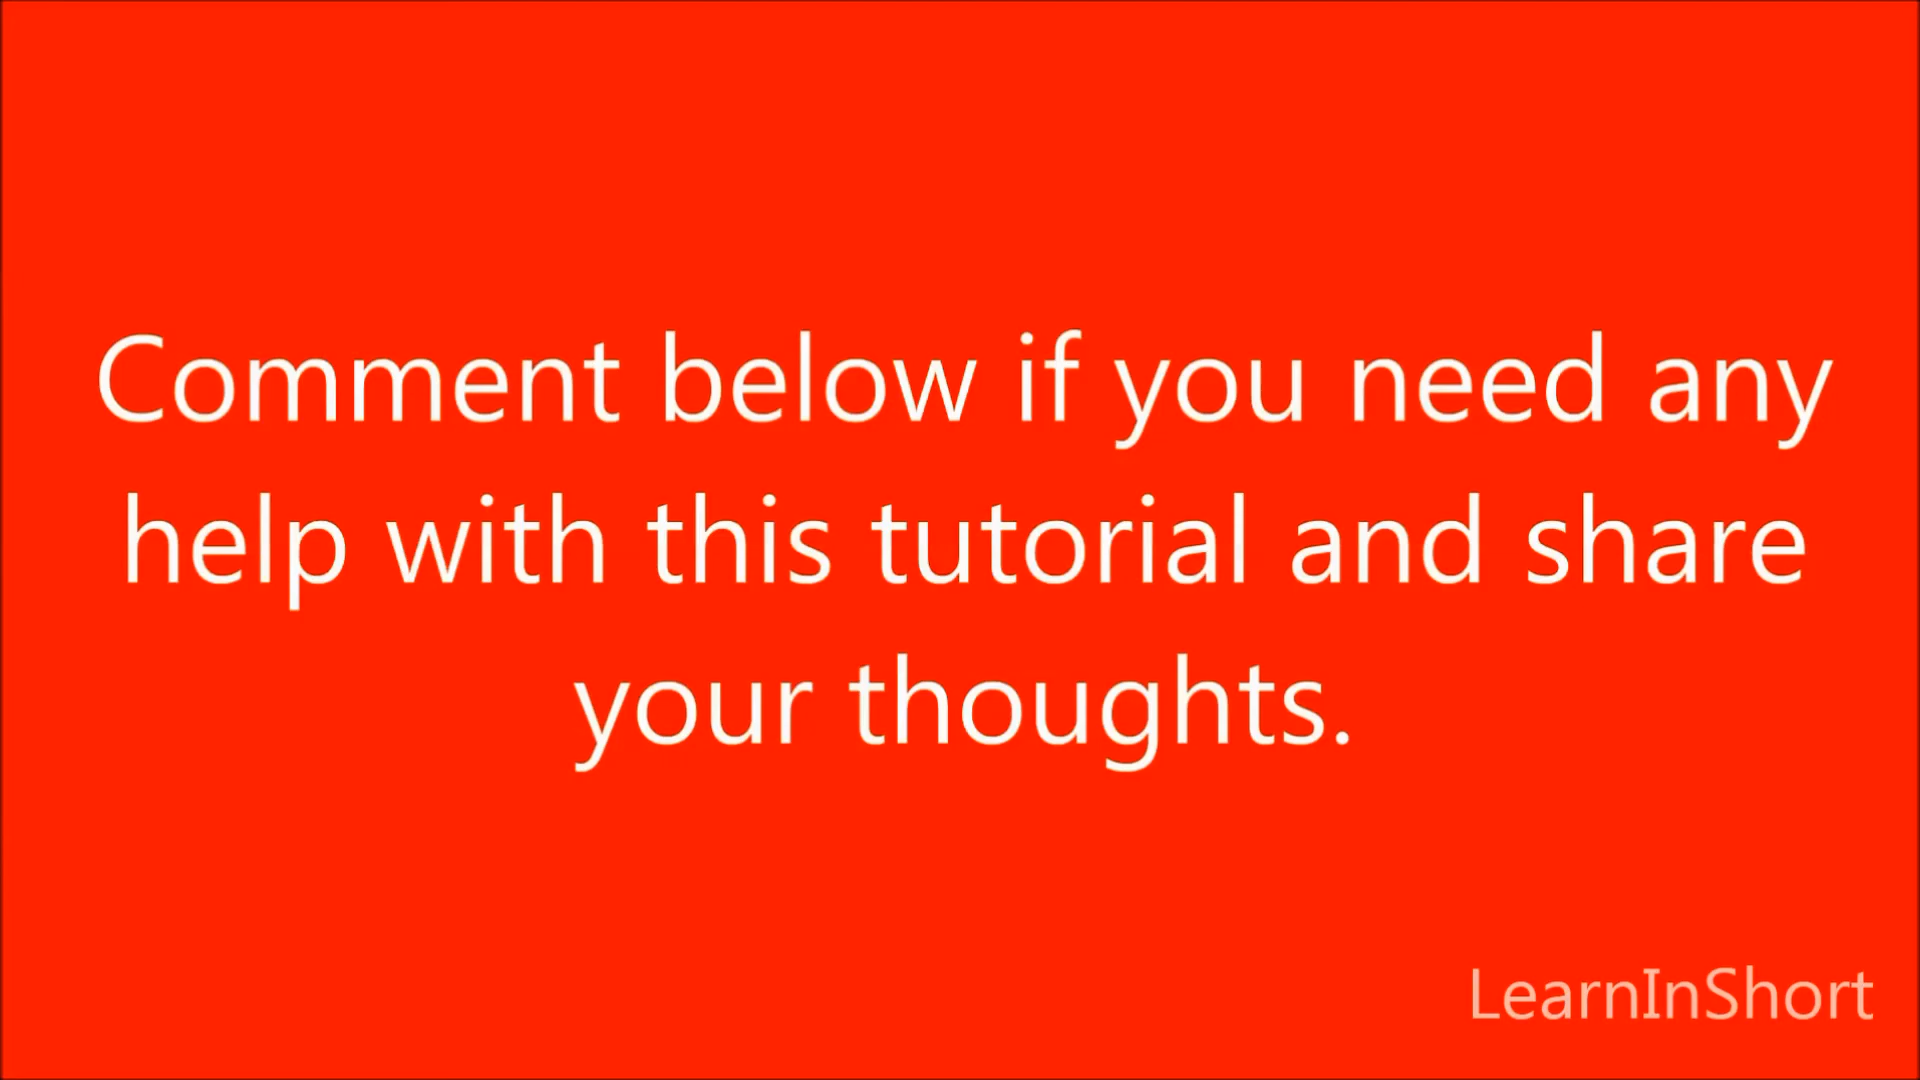 Comment below if you need any
help with this tutorial and share
your thoughts.
LearnInShort